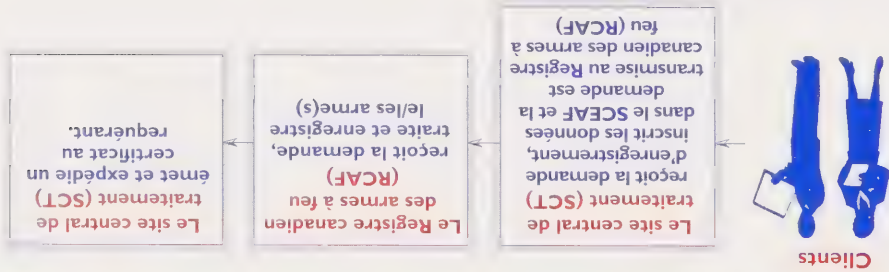 Clients
Le site central de
traitement (SCT)
reçoit la demande
d'enregistrement,
inscrit les données
dans le SCEAF et la
demande est
transmise au Registre
canadien des armes à
feu (RCAF)
Le Registre canadien
des armes à feu
(RCAF)
reçoit la demande,
traite et enregistre
le/les arme(s)
Le site central de
traitement (SCT)
émet et expédie un
certificat au
requérant.